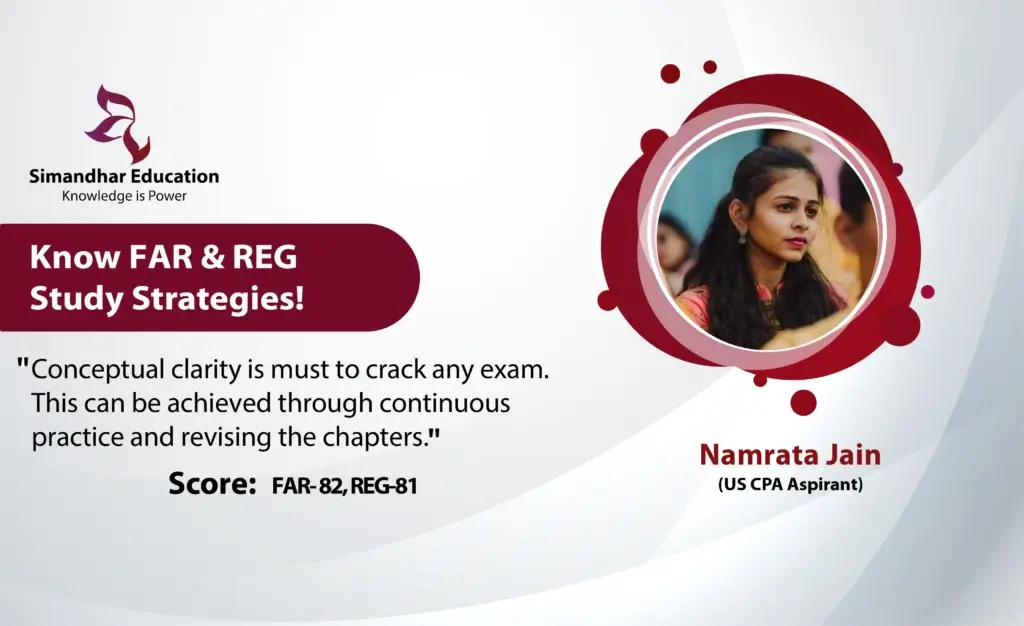 Simandhar Education
Knowledge is Power
Know FAR & REG
Study Strategies!
"Conceptual clarity is must to crack any exam.
This can be achieved through continuous
practice and revising the chapters."
Score: FAR- 82, REG-81
Namrata Jain
(US CPA Aspirant)